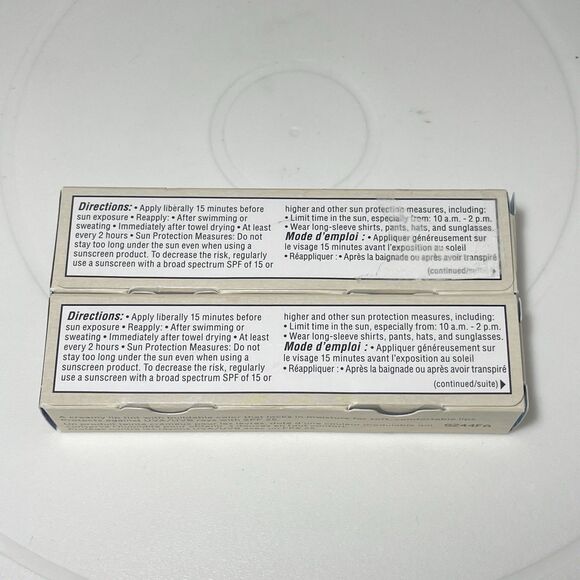 Directions: • Apply liberally 15 minutes before
sun exposure • Reapply: • After swimming or
sweating • Immediately after towel drying • At least
every 2 hours • Sun Protection Measures: Do not
stay too long under the sun even when using a
sunscreen product. To decrease the risk, regularly
use a sunscreen with a broad spectrum SPF of 15 or
higher and other sun protection measures, including:
• Limit time in the sun, especially from: 10 a.m. - 2 p.m.
• Wear long-sleeve shirts, pants, hats, and sunglasses.
Mode d'emploi : • Appliquer généreusement sur
le visage 15 minutes avant l'exposition au soleil
• Réappliquer : • Après la baignade ou après avoir transpiré
(continued/suite)
Directions: • Apply liberally 15 minutes before
sun exposure • Reapply: • After swimming or
sweating • Immediately after towel drying • At least
every 2 hours • Sun Protection Measures: Do not
stay too long under the sun even when using a
sunscreen product. To decrease the risk, regularly
use a sunscreen with a broad spectrum SPF of 15 or
higher and other sun protection measures, including:
• Limit time in the sun, especially from: 10 a.m. - 2 p.m.
• Wear long-sleeve shirts, pants, hats, and sunglasses.
Mode d'emploi : • Appliquer généreusement sur
le visage 15 minutes avant l'exposition au soleil
• Réappliquer : • Après la baignade ou après avoir transpiré
(continued/suite)